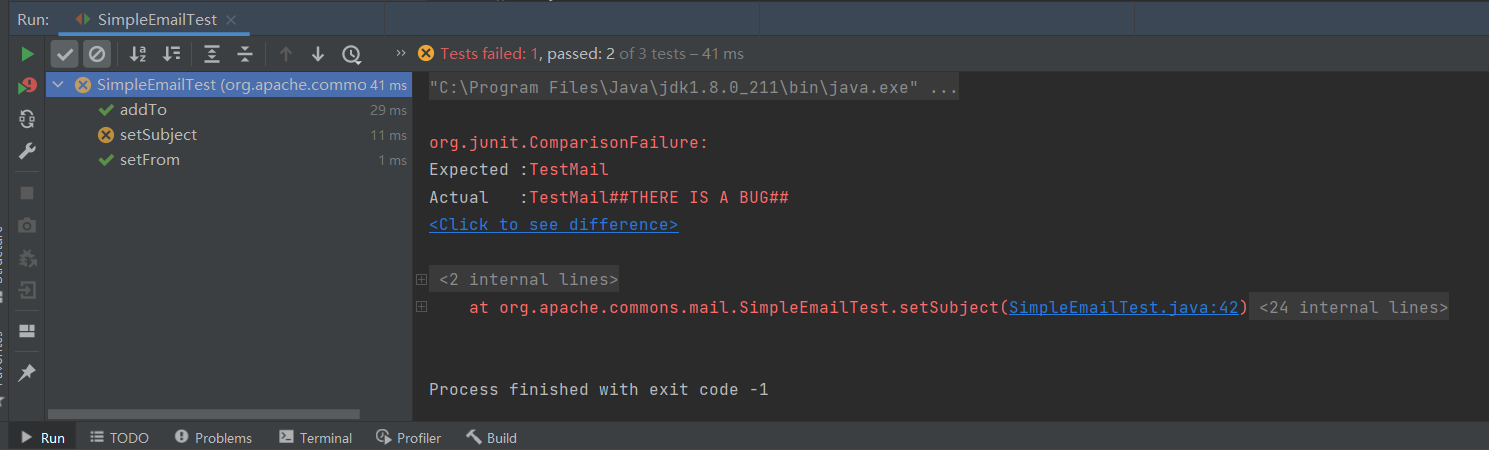 Run: SimpleEmailTest ×
» Tests failed: 1, passed: 2 of 3 tests – 41 ms
SimpleEmailTest (org.apache.commo 41 ms
addTo 29 ms
setSubject 11 ms
setFrom 1 ms
"C:\Program Files\Java\jdk1.8.0_211\bin\java.exe" ...
org.junit.ComparisonFailure:
Expected :TestMail
Actual   :TestMail##THERE IS A BUG##
<Click to see difference>
<2 internal lines>
at org.apache.commons.mail.SimpleEmailTest.setSubject(SimpleEmailTest.java:42) <24 internal lines>
Process finished with exit code -1
Run TODO Problems Terminal Profiler Build